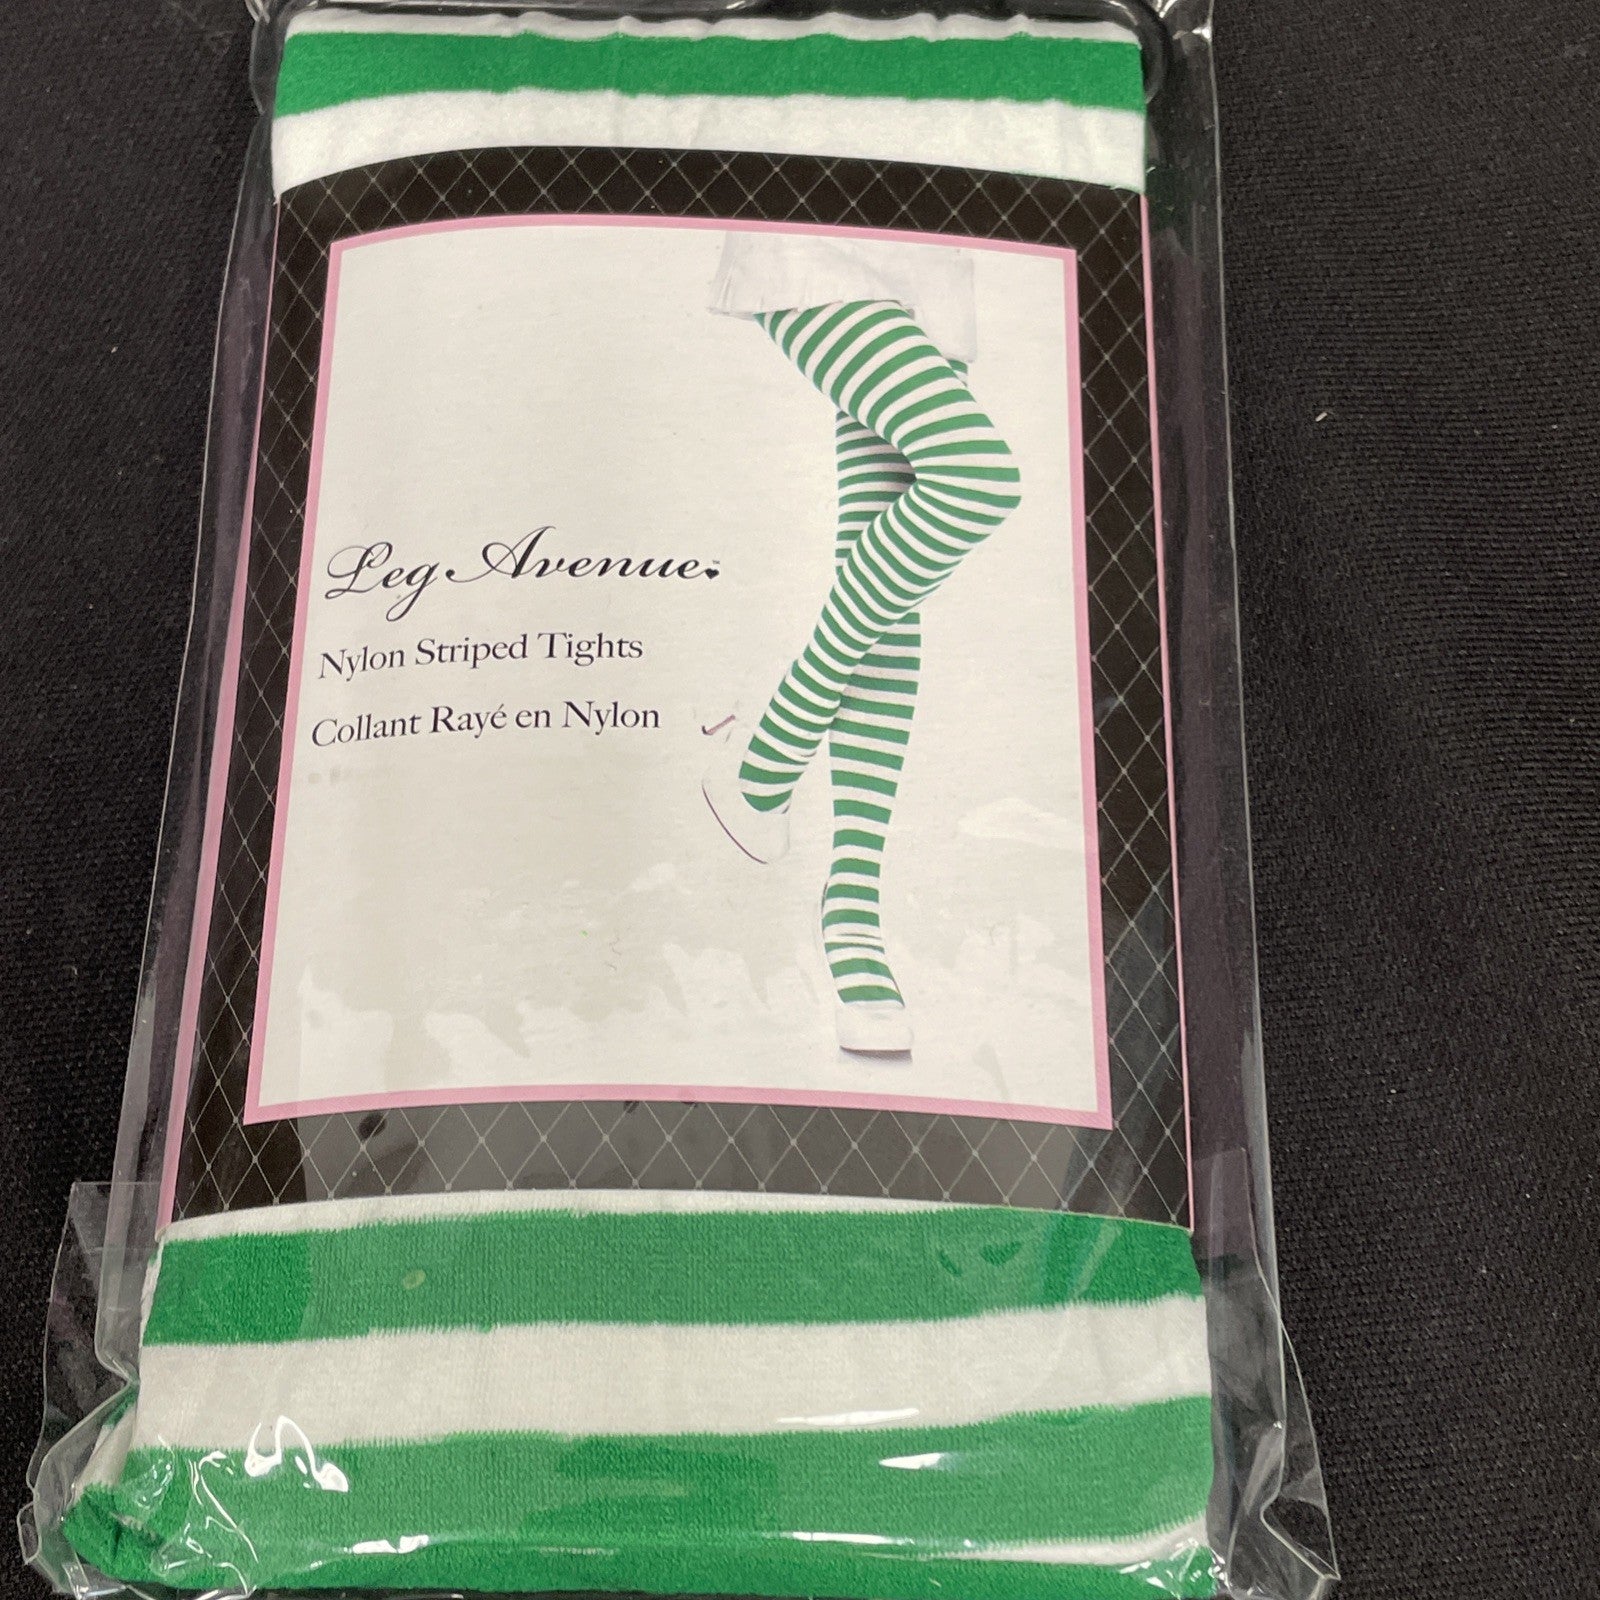 Leg Avenue
Nylon Striped Tights
Collant Rayé en Nylon